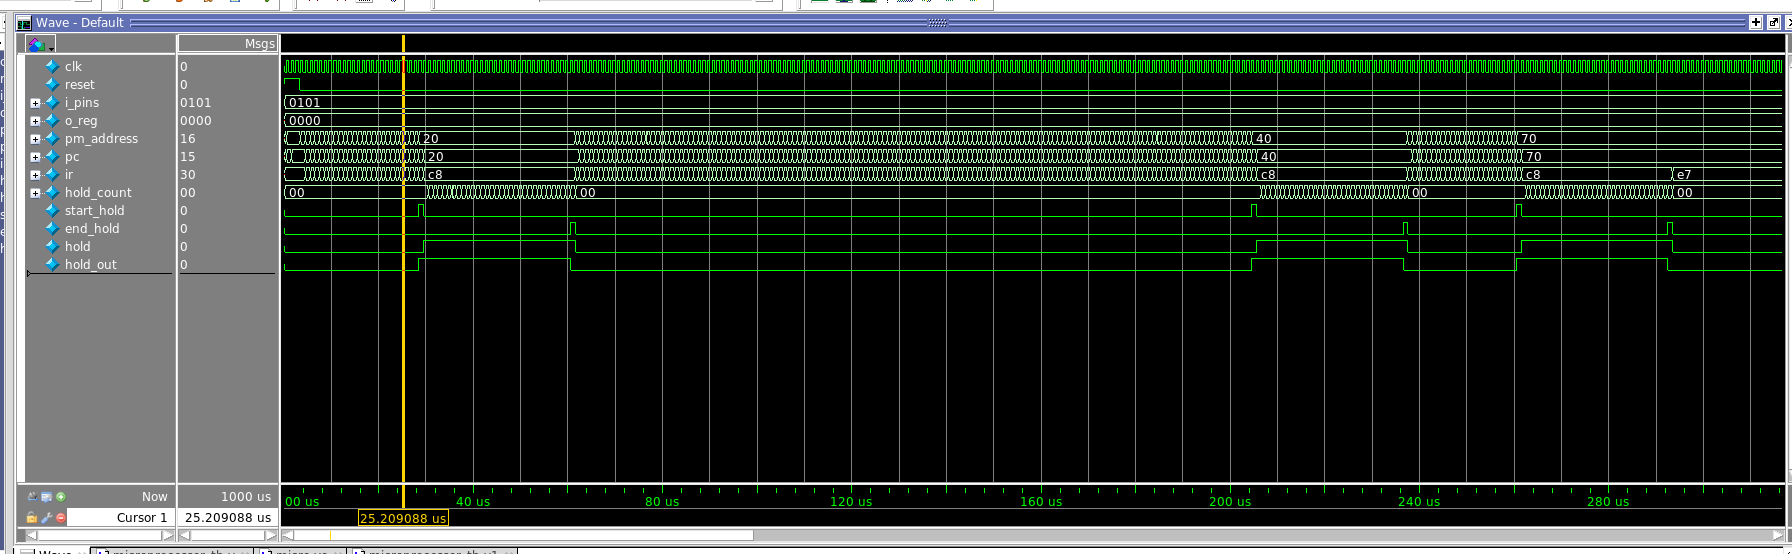 Wave - Default
Msgs
clk 0
reset 0
i_pins 0101 0101
o_reg 0000 0000
pm_address 16 20 40 70
pc 15 20 40 70
ir 30 c8 c8 c8 e7
hold_count 00 00 00 00 00
start_hold 0
end_hold 0
hold 0
hold_out 0
Now 1000 us 00 us 40 us 80 us 120 us 160 us 200 us 240 us 280 us
Cursor 1 25.209088 us 25.209088 us